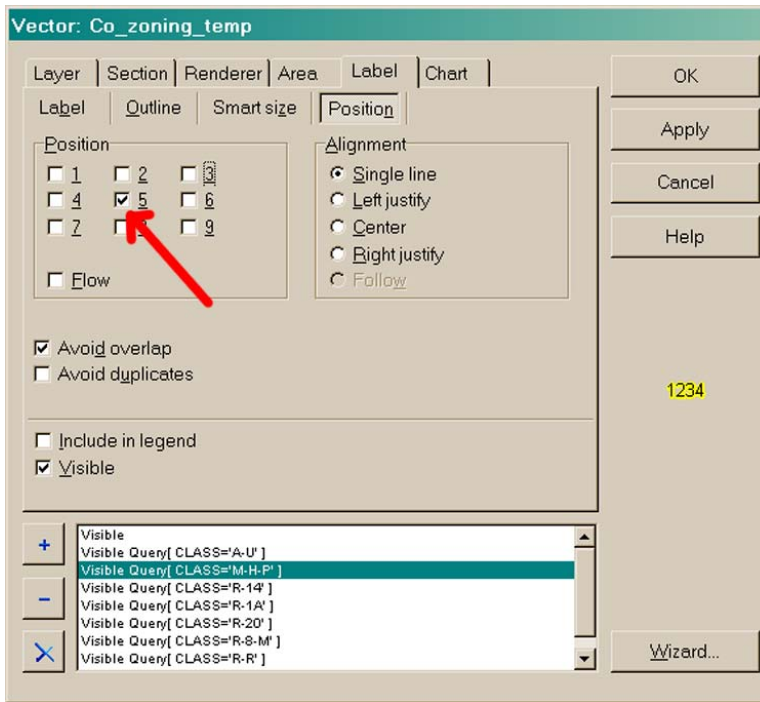 Vector: Co_zoning_temp
Layer Section Renderer Area Label Chart
Label Outline Smart size Position
Position
1 2 3
4 5 6
7 9
Flow
Alignment
Single line
Left justify
Center
Right justify
Follow
Avoid overlap
Avoid duplicates
Include in legend
Visible
OK
Apply
Cancel
Help
1234
+
-
Visible
Visible Query[ CLASS='A-U' ]
Visible Query[ CLASS='M-H-P' ]
Visible Query[ CLASS='R-14' ]
Visible Query[ CLASS='R-1A' ]
Visible Query[ CLASS='R-20' ]
Visible Query[ CLASS='R-8-M' ]
Visible Query[ CLASS='R-R' ]
Wizard...